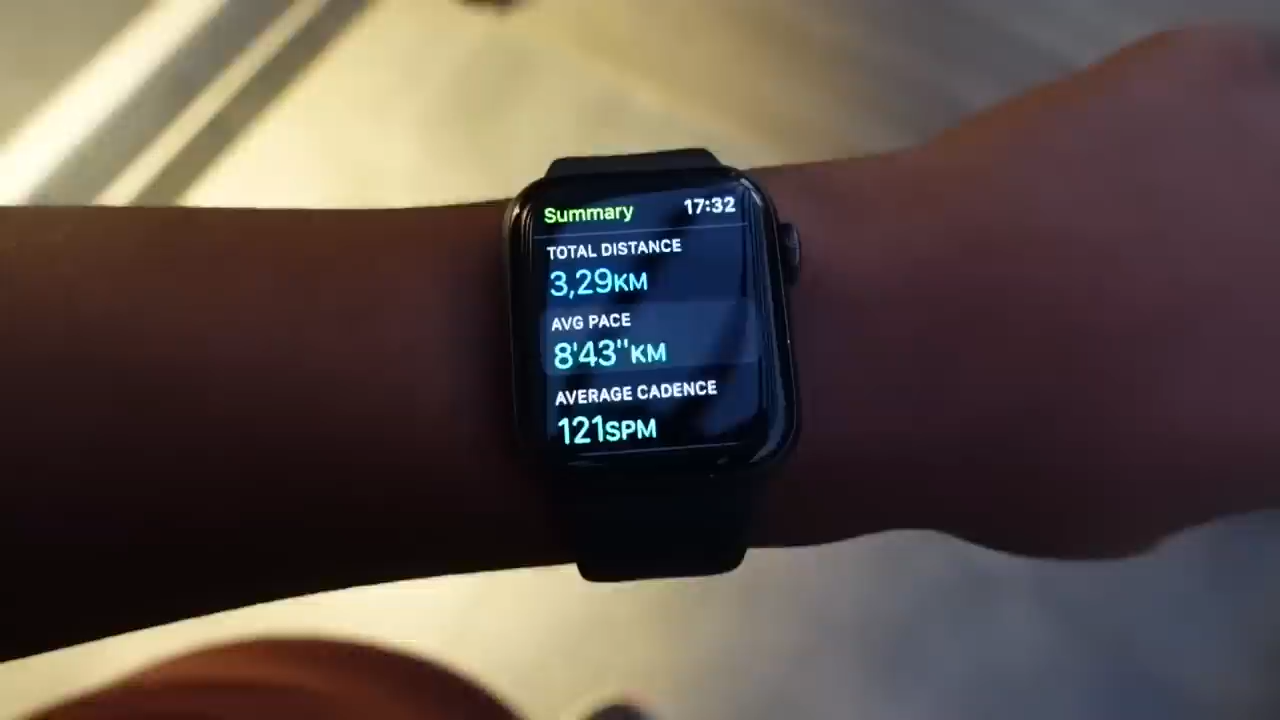 Summary 17:32
TOTAL DISTANCE
3,29KM
AVG PACE
8'43"KM
AVERAGE CADENCE
121SPM